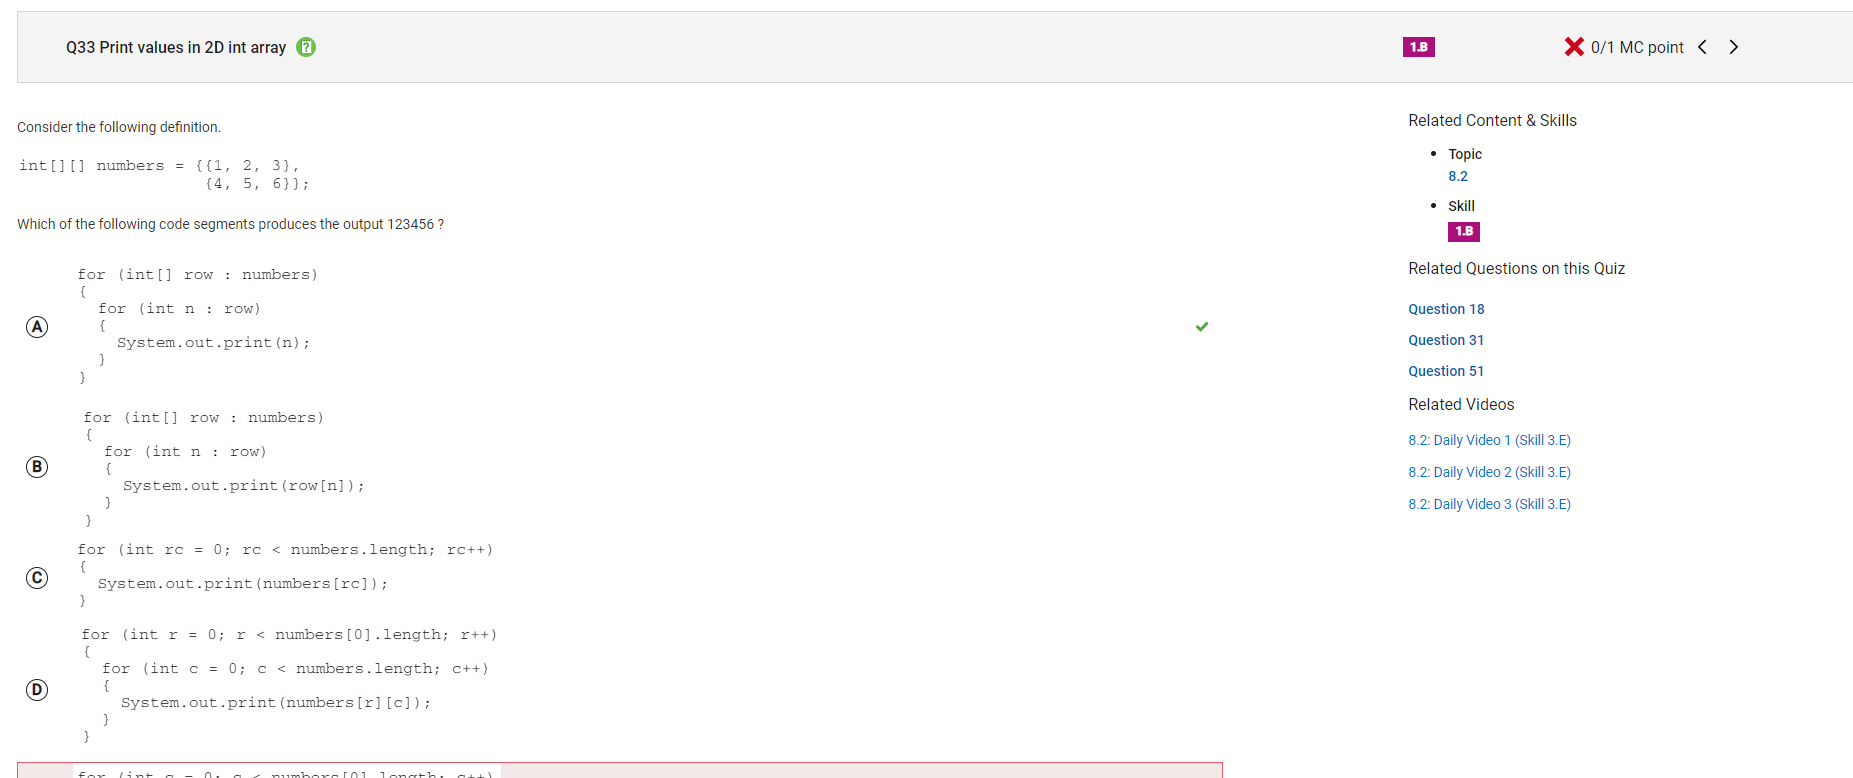 Q33 Print values in 2D int array
1.B
0/1 MC point
Consider the following definition.
int[][] numbers = {{1, 2, 3},
{4, 5, 6}};
Which of the following code segments produces the output 123456 ?
A
for (int[] row : numbers)
{
for (int n : row)
{
System.out.print(n);
}
}
B
for (int[] row : numbers)
{
for (int n : row)
{
System.out.print(row[n]);
}
}
C
for (int rc = 0; rc < numbers.length; rc++)
{
System.out.print(numbers[rc]);
}
D
for (int r = 0; r < numbers[0].length; r++)
{
for (int c = 0; c < numbers.length; c++)
{
System.out.print(numbers[r][c]);
}
}
for (int c = 0; c < numbers[0].length; c++)
Related Content & Skills
• Topic
8.2
• Skill
1.B
Related Questions on this Quiz
Question 18
Question 31
Question 51
Related Videos
8.2: Daily Video 1 (Skill 3.E)
8.2: Daily Video 2 (Skill 3.E)
8.2: Daily Video 3 (Skill 3.E)